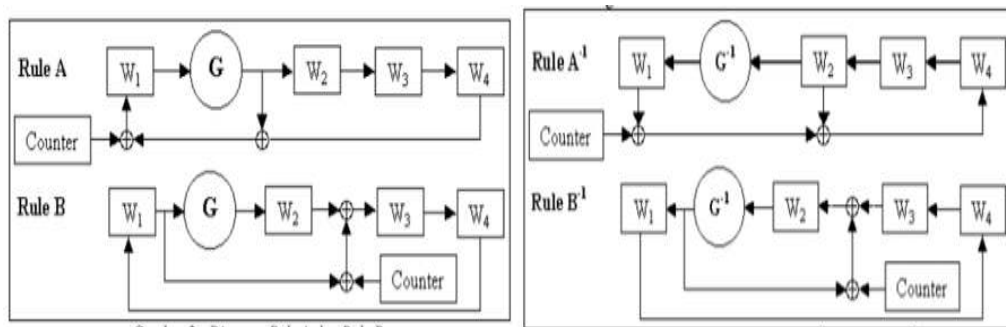 Rule A
W1
G
W2
W3
W4
Counter
Rule B
W1
G
W2
W3
W4
Counter
Rule A-1
W1
G-1
W2
W3
W4
Counter
Rule B-1
W1
G-1
W2
W3
W4
Counter